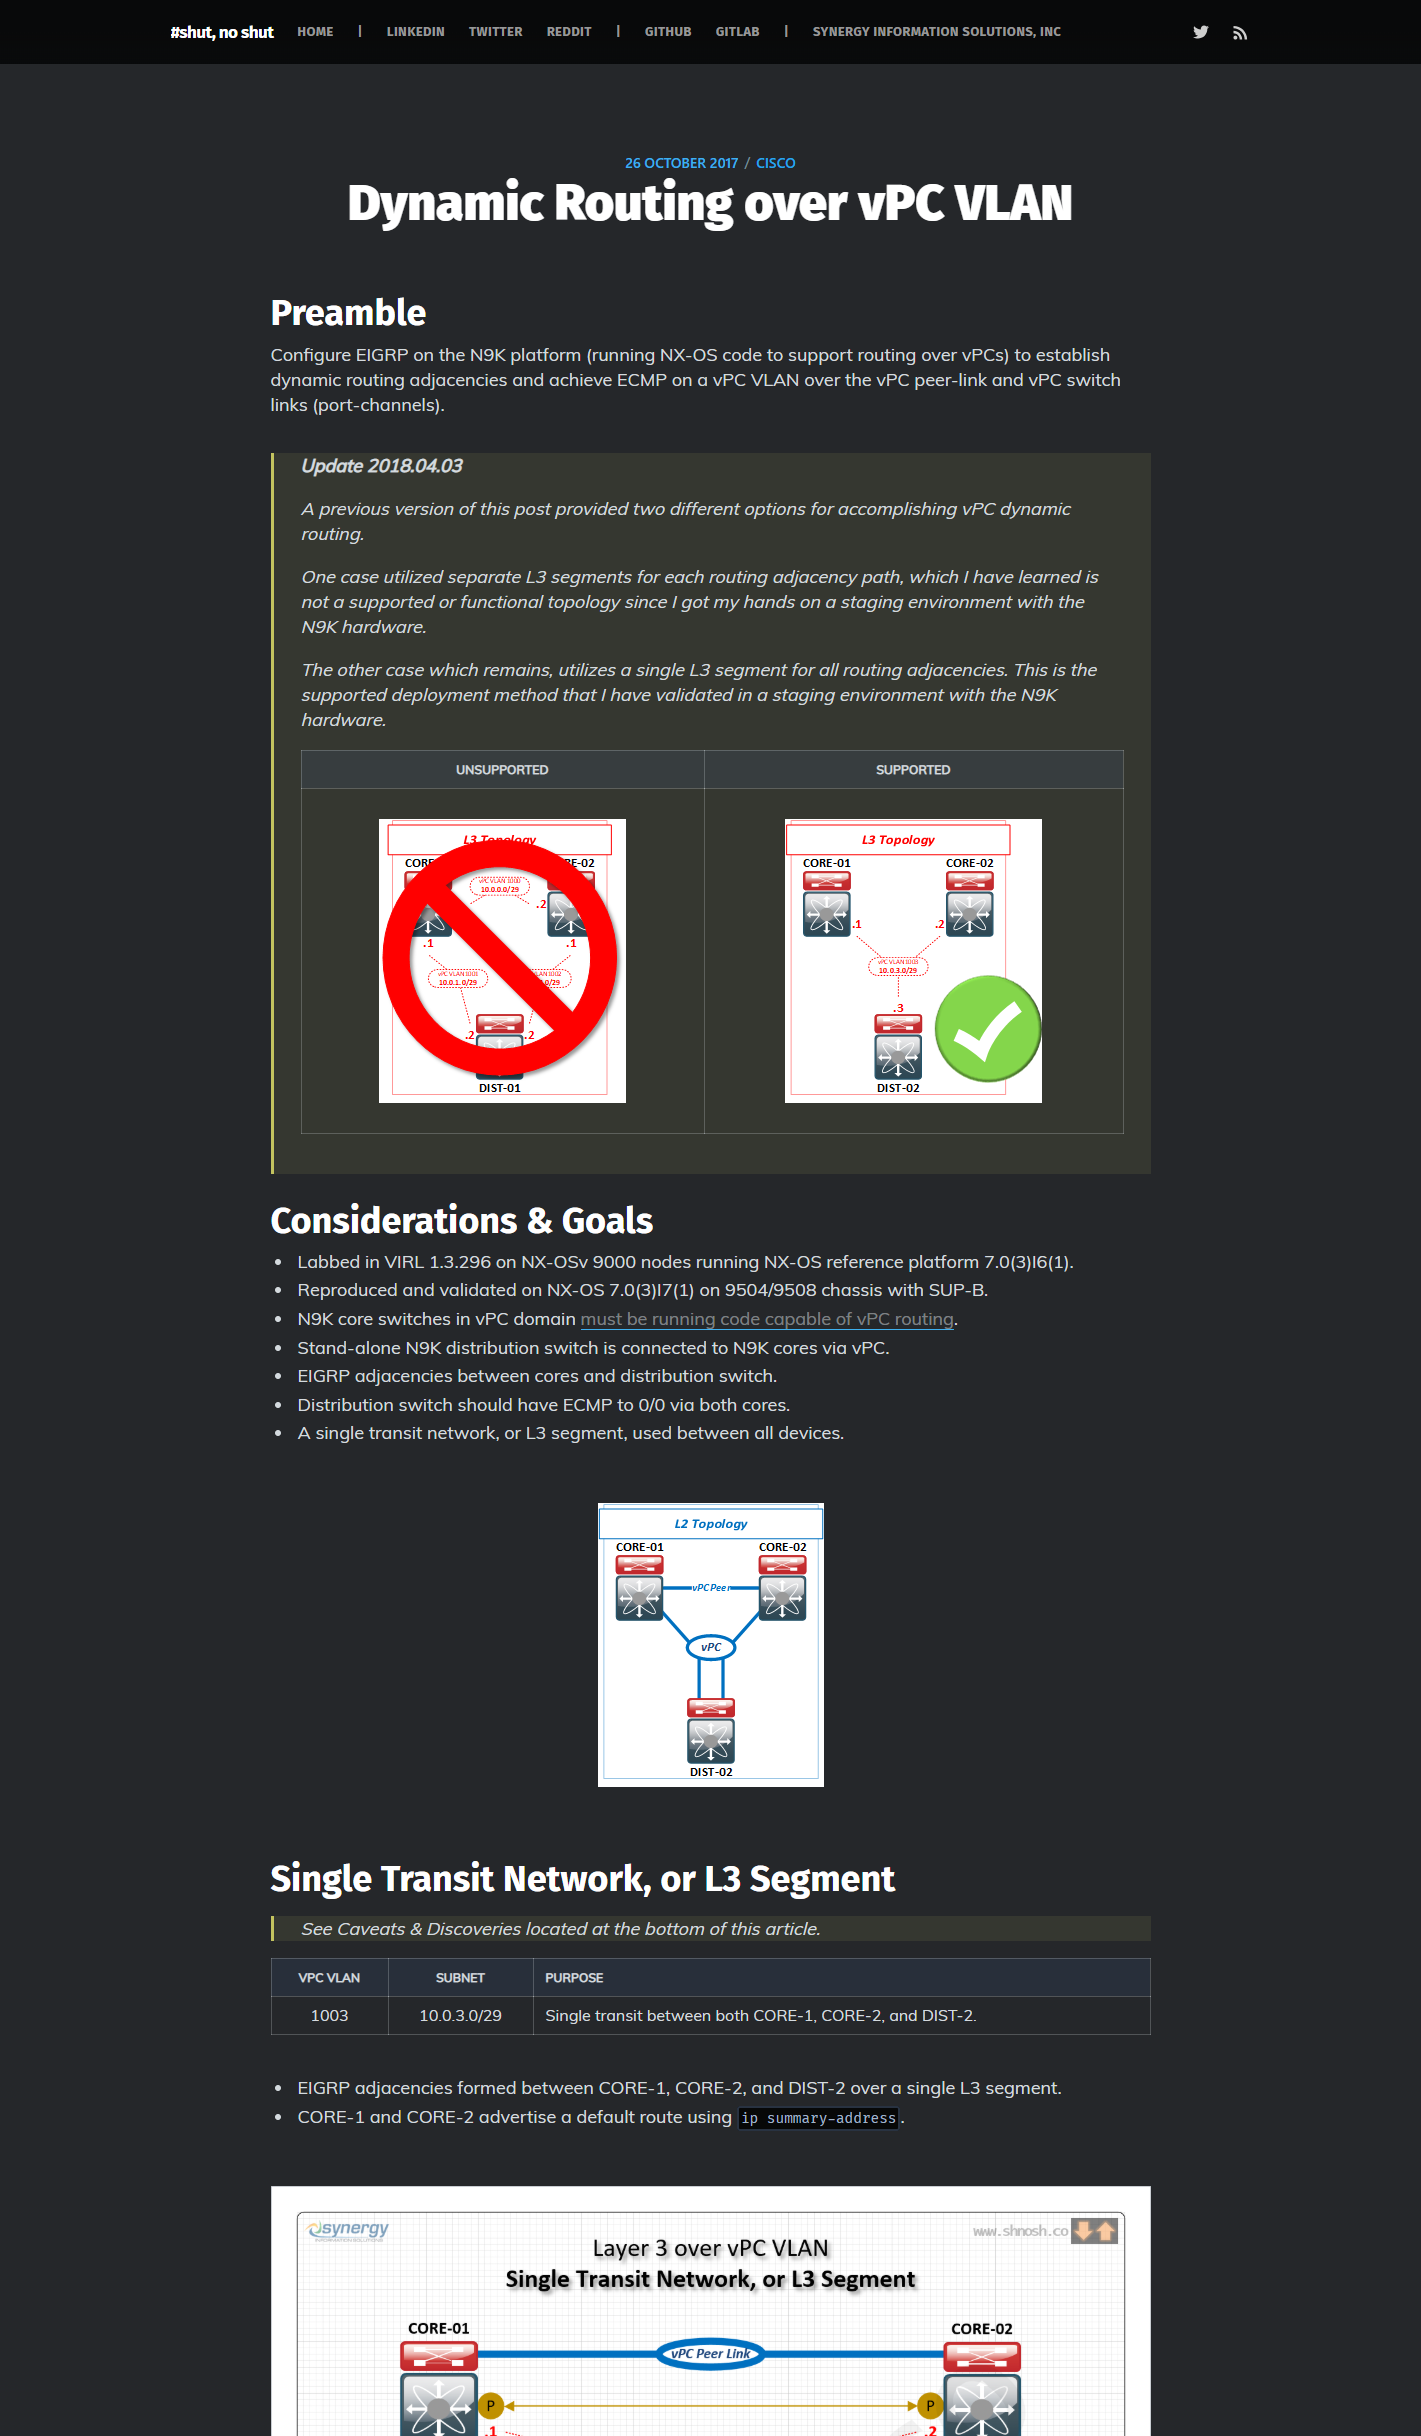 #shut, no shut HOME | LINKEDIN TWITTER REDDIT | GITHUB GITLAB | SYNERGY INFORMATION SOLUTIONS, INC
26 OCTOBER 2017 / CISCO
Dynamic Routing over vPC VLAN
Preamble
Configure EIGRP on the N9K platform (running NX-OS code to support routing over vPCs) to establish
dynamic routing adjacencies and achieve ECMP on a vPC VLAN over the vPC peer-link and vPC switch
links (port-channels).
Update 2018.04.03
A previous version of this post provided two different options for accomplishing vPC dynamic
routing.
One case utilized separate L3 segments for each routing adjacency path, which I have learned is
not a supported or functional topology since I got my hands on a staging environment with the
N9K hardware.
The other case which remains, utilizes a single L3 segment for all routing adjacencies. This is the
supported deployment method that I have validated in a staging environment with the N9K
hardware.
UNSUPPORTED SUPPORTED
L3 Topology
CORE RE-02
vPC VLAN 1000
10.0.0.0/29
.2
.1 .1
vPC VLAN 1001 LAN 1002
10.0.1.0/29 .0/29
.2 .2
DIST-01
L3 Topology
CORE-01 CORE-02
.1 .2
vPC VLAN 1003
10.0.3.0/29
.3
DIST-02
Considerations & Goals
• Labbed in VIRL 1.3.296 on NX-OSv 9000 nodes running NX-OS reference platform 7.0(3)I6(1).
• Reproduced and validated on NX-OS 7.0(3)I7(1) on 9504/9508 chassis with SUP-B.
• N9K core switches in vPC domain must be running code capable of vPC routing.
• Stand-alone N9K distribution switch is connected to N9K cores via vPC.
• EIGRP adjacencies between cores and distribution switch.
• Distribution switch should have ECMP to 0/0 via both cores.
• A single transit network, or L3 segment, used between all devices.
L2 Topology
CORE-01 CORE-02
vPC Peer
vPC
DIST-02
Single Transit Network, or L3 Segment
See Caveats & Discoveries located at the bottom of this article.
VPC VLAN SUBNET PURPOSE
1003 10.0.3.0/29 Single transit between both CORE-1, CORE-2, and DIST-2.
• EIGRP adjacencies formed between CORE-1, CORE-2, and DIST-2 over a single L3 segment.
• CORE-1 and CORE-2 advertise a default route using ip summary-address.
synergy www.shnosh.co
INFORMATION SOLUTIONS
Layer 3 over vPC VLAN
Single Transit Network, or L3 Segment
CORE-01 CORE-02
vPC Peer Link
P P
.1 .2